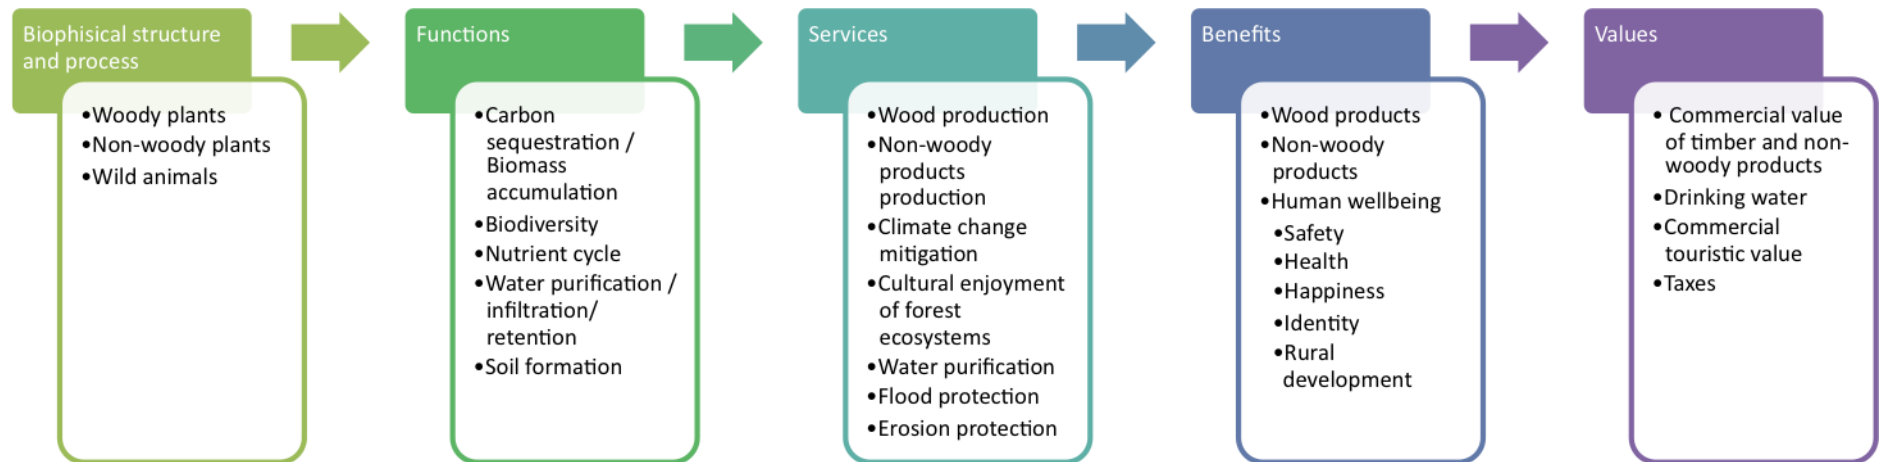 Biophisical structure
and process
•Woody plants
•Non-woody plants
•Wild animals
Functions
•Carbon
sequestration /
Biomass
accumulation
•Biodiversity
•Nutrient cycle
•Water purification /
infiltration/
retention
•Soil formation
Services
•Wood production
•Non-woody
products
production
•Climate change
mitigation
•Cultural enjoyment
of forest
ecosystems
•Water purification
•Flood protection
•Erosion protection
Benefits
•Wood products
•Non-woody
products
•Human wellbeing
•Safety
•Health
•Happiness
•Identity
•Rural
development
Values
• Commercial value
of timber and non-
woody products
•Drinking water
•Commercial
touristic value
•Taxes